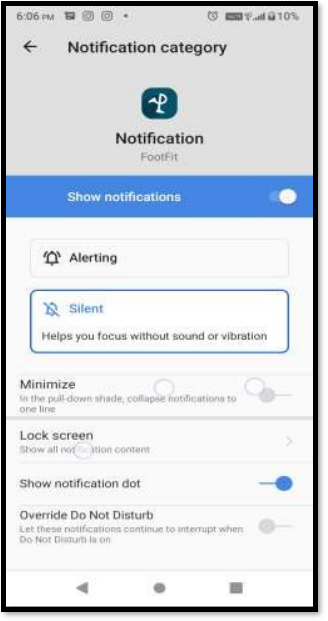 6:06 PM 10%
Notification category
Notification
FootFit
Show notifications
Alerting
Silent
Helps you focus without sound or vibration
Minimize
In the pull-down shade, collapse notifications to
one line
Lock screen
Show all notification content
Show notification dot
Override Do Not Disturb
Let these notifications continue to interrupt when
Do Not Disturb is on